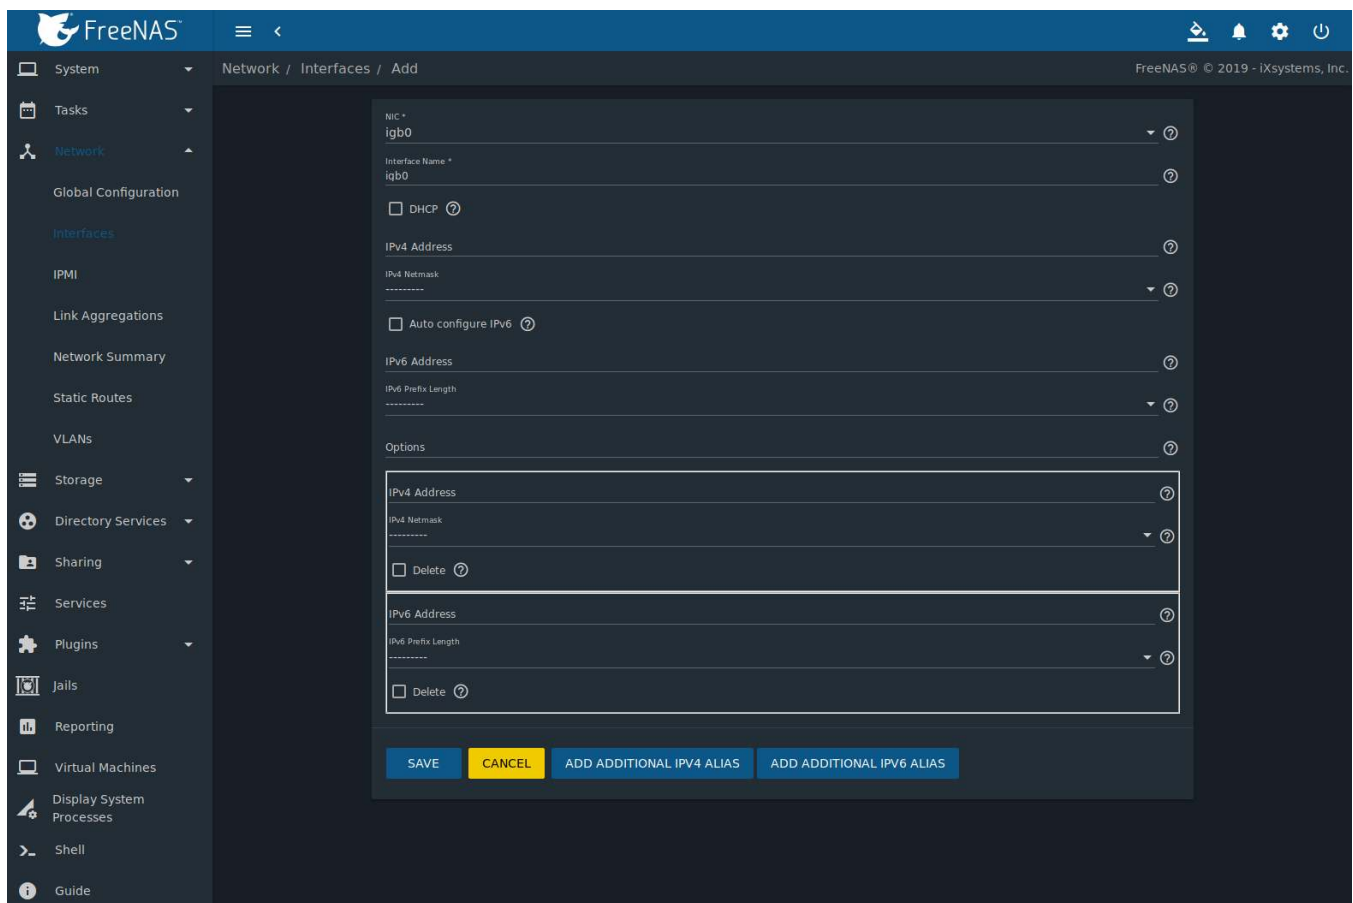 FreeNAS™
System
Tasks
Network
Global Configuration
Interfaces
IPMI
Link Aggregations
Network Summary
Static Routes
VLANs
Storage
Directory Services
Sharing
Services
Plugins
Jails
Reporting
Virtual Machines
Display System
Processes
Shell
Guide
Network / Interfaces / Add
FreeNAS® © 2019 - iXsystems, Inc.
NIC *
igb0
Interface Name *
igb0
DHCP
IPv4 Address
IPv4 Netmask
---------
Auto configure IPv6
IPv6 Address
IPv6 Prefix Length
---------
Options
IPv4 Address
IPv4 Netmask
---------
Delete
IPv6 Address
IPv6 Prefix Length
---------
Delete
SAVE CANCEL ADD ADDITIONAL IPV4 ALIAS ADD ADDITIONAL IPV6 ALIAS